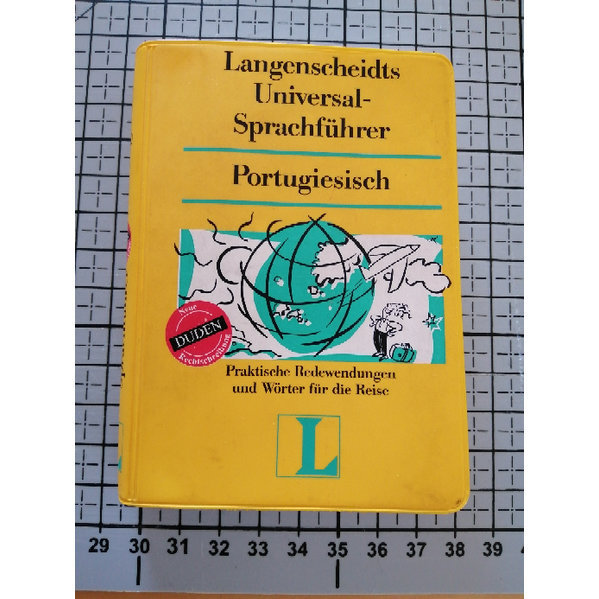 Langenscheidts
Universal-
Sprachführer
Portugiesisch
Neue
DUDEN
Rechtschreibung
Praktische Redewendungen
und Wörter für die Reise
L
29 30 31 32 33 34 35 36 37 38 39